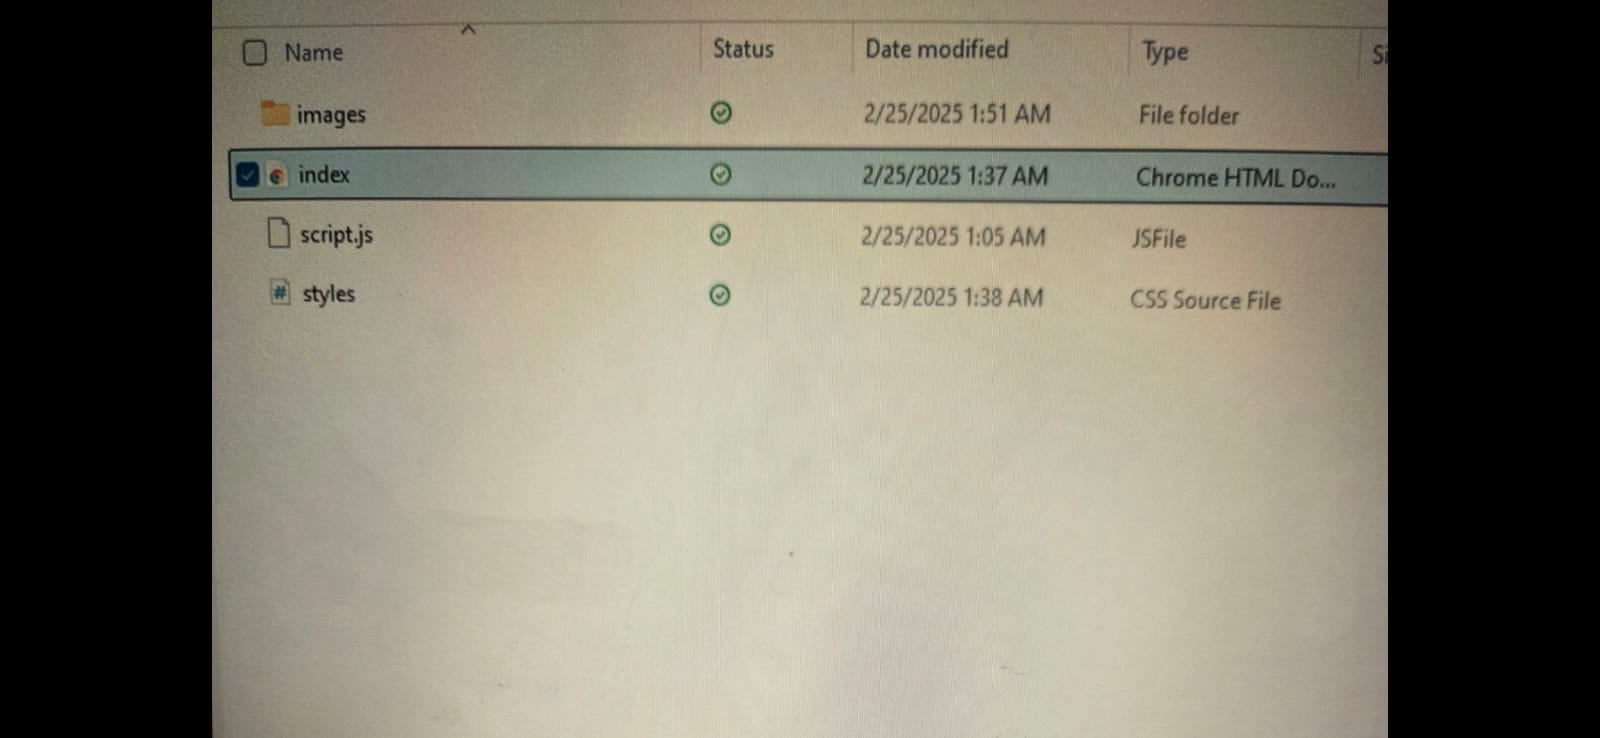 Name Status Date modified Type Si
images 2/25/2025 1:51 AM File folder
index 2/25/2025 1:37 AM Chrome HTML Do...
script.js 2/25/2025 1:05 AM JSFile
styles 2/25/2025 1:38 AM CSS Source File